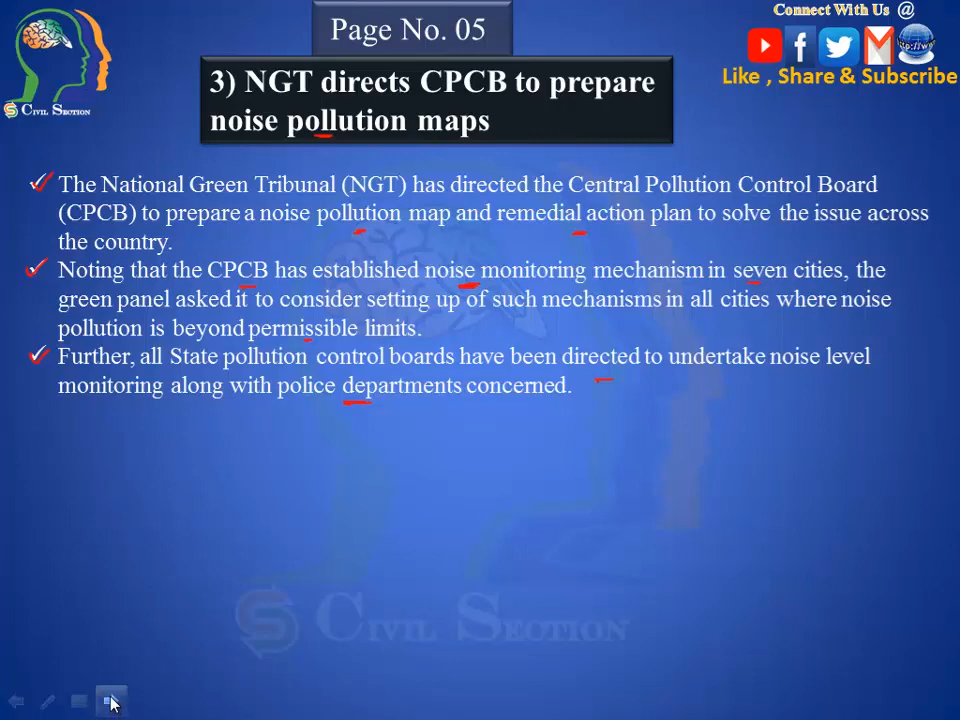 Page No. 05
Connect With Us @
http://www
Like , Share & Subscribe
CIVIL SECTION
3) NGT directs CPCB to prepare
noise pollution maps
The National Green Tribunal (NGT) has directed the Central Pollution Control Board
(CPCB) to prepare a noise pollution map and remedial action plan to solve the issue across
the country.
Noting that the CPCB has established noise monitoring mechanism in seven cities, the
green panel asked it to consider setting up of such mechanisms in all cities where noise
pollution is beyond permissible limits.
Further, all State pollution control boards have been directed to undertake noise level
monitoring along with police departments concerned.
CIVIL SECTION